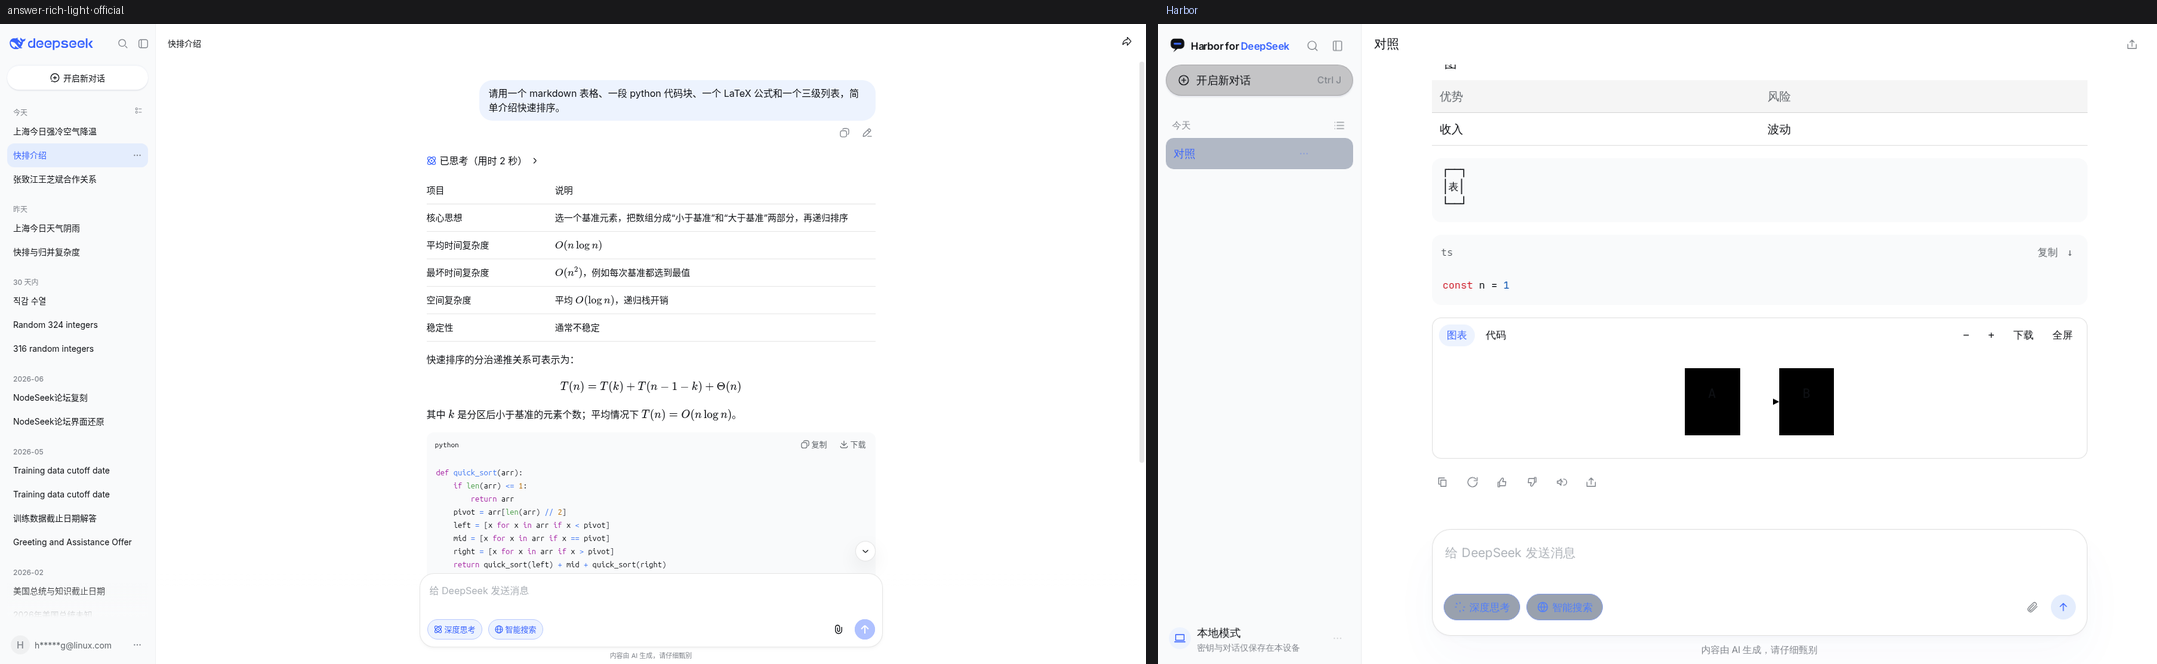 answer-rich-light·official
deepseek
开启新对话
今天
上海今日强冷空气降温
快排介绍
张致江王芝斌合作关系
昨天
上海今日天气阴雨
快排与归并复杂度
30 天内
직감 수열
Random 324 integers
316 random integers
2026-06
NodeSeek论坛复刻
NodeSeek论坛界面还原
2026-05
Training data cutoff date
Training data cutoff date
训练数据截止日期解答
Greeting and Assistance Offer
2026-02
美国总统与知识截止日期
H h*****g@linux.com
快排介绍
请用一个 markdown 表格、一段 python 代码块、一个 LaTeX 公式和一个三级列表，简
单介绍快速排序。
已思考（用时 2 秒）
项目 说明
核心思想 选一个基准元素，把数组分成“小于基准”和“大于基准”两部分，再递归排序
平均时间复杂度 O(n log n)
最坏时间复杂度 O(n²)，例如每次基准都选到最值
空间复杂度 平均 O(log n)，递归栈开销
稳定性 通常不稳定
快速排序的分治递推关系可表示为：
T(n) = T(k) + T(n − 1 − k) + Θ(n)
其中 k 是分区后小于基准的元素个数；平均情况下 T(n) = O(n log n)。
python 复制 下载
def quick_sort(arr):
if len(arr) <= 1:
return arr
pivot = arr[len(arr) // 2]
left = [x for x in arr if x < pivot]
mid = [x for x in arr if x == pivot]
right = [x for x in arr if x > pivot]
return quick_sort(left) + mid + quick_sort(right)
给 DeepSeek 发送消息
深度思考 智能搜索
内容由 AI 生成，请仔细甄别
Harbor
Harbor for DeepSeek
开启新对话 Ctrl J
今天
对照
本地模式
密钥与对话仅保存在本设备
对照
优势 风险
收入 波动
表
ts 复制 ↓
const n = 1
图表 代码 − + 下载 全屏
A B
给 DeepSeek 发送消息
深度思考 智能搜索
内容由 AI 生成，请仔细甄别